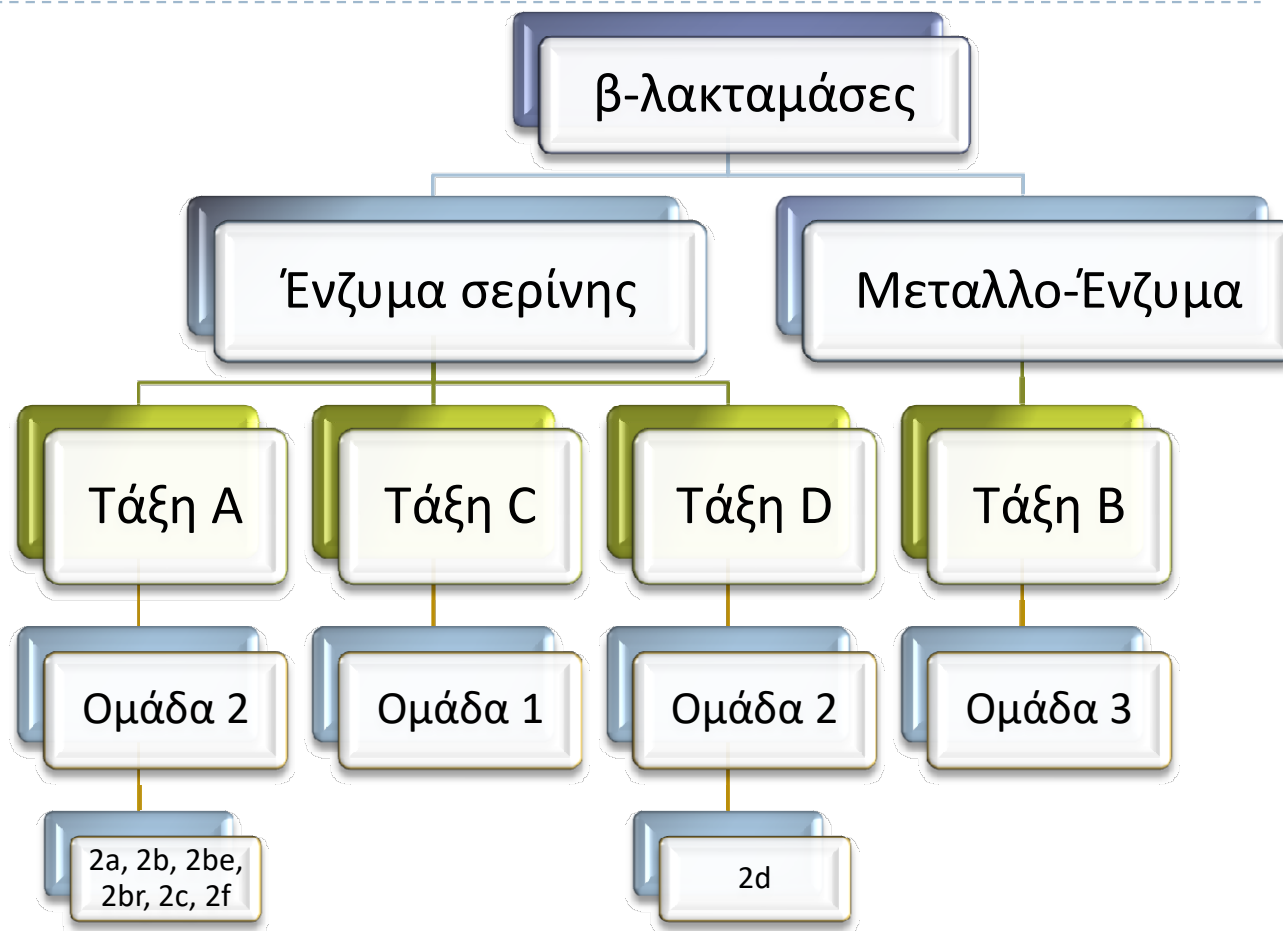 β-λακταμάσες
Ένζυμα σερίνης
Μεταλλο-Ένζυμα
Τάξη A
Τάξη C
Τάξη D
Τάξη B
Ομάδα 2
Ομάδα 1
Ομάδα 2
Ομάδα 3
2a, 2b, 2be,
2br, 2c, 2f
2d